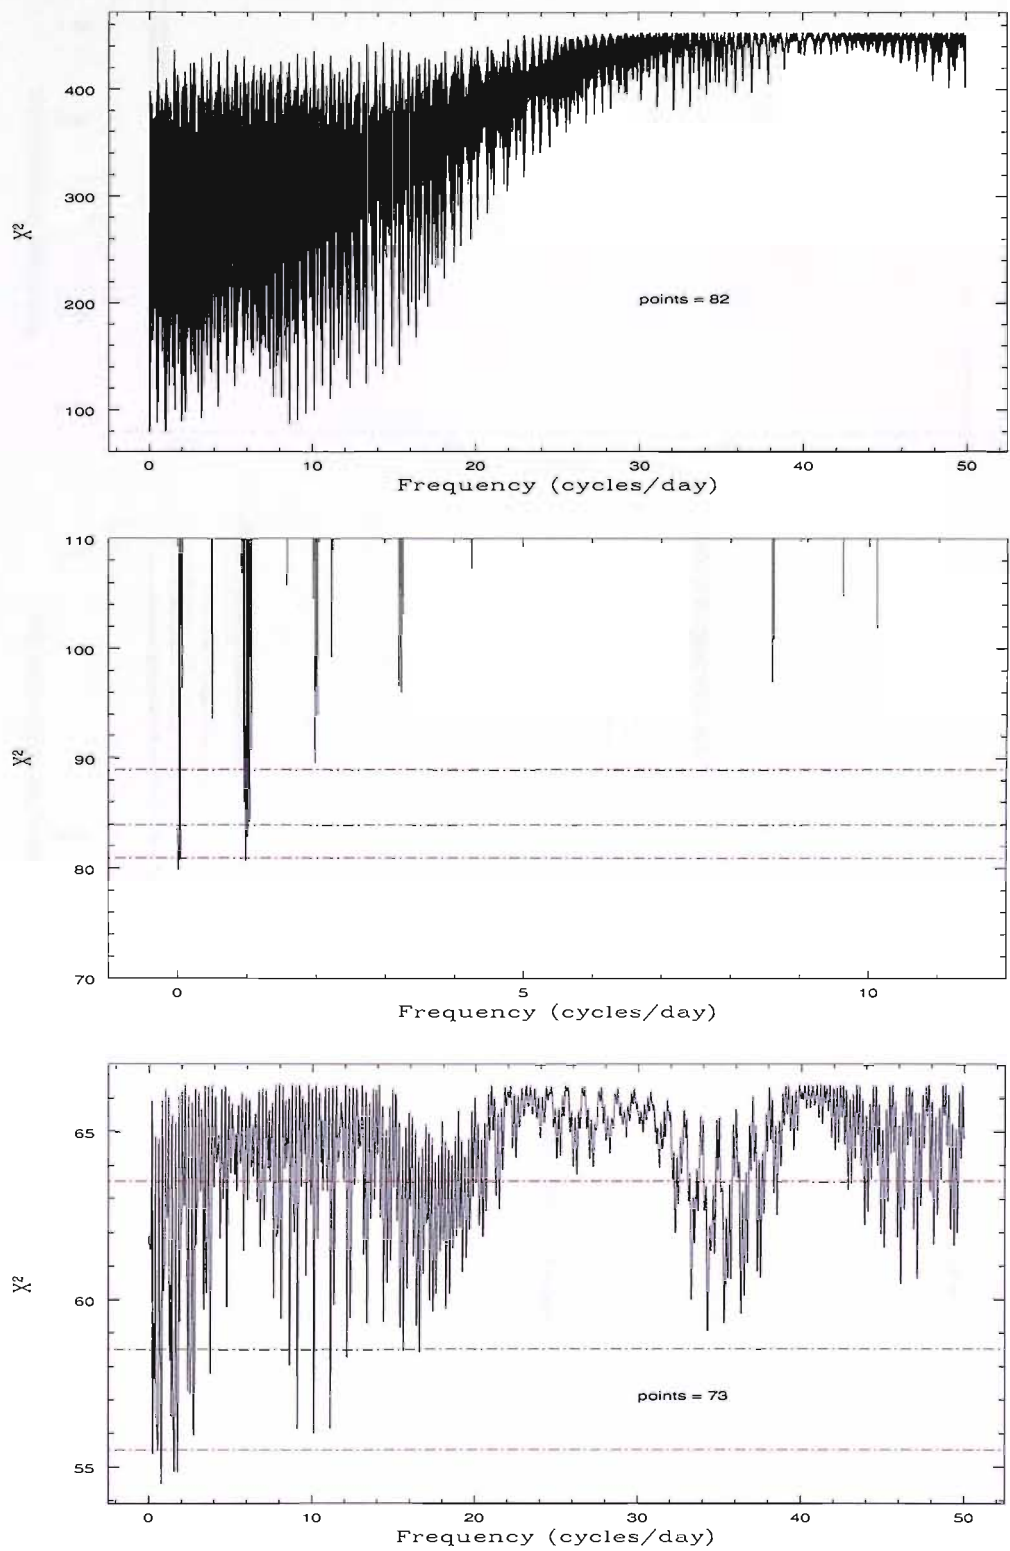 400
300
200
100
χ²
points = 82
0 10 20 30 40 50
Frequency (cycles/day)
110
100
90
80
70
χ²
0 5 10
Frequency (cycles/day)
65
60
55
χ²
points = 73
0 10 20 30 40 50
Frequency (cycles/day)